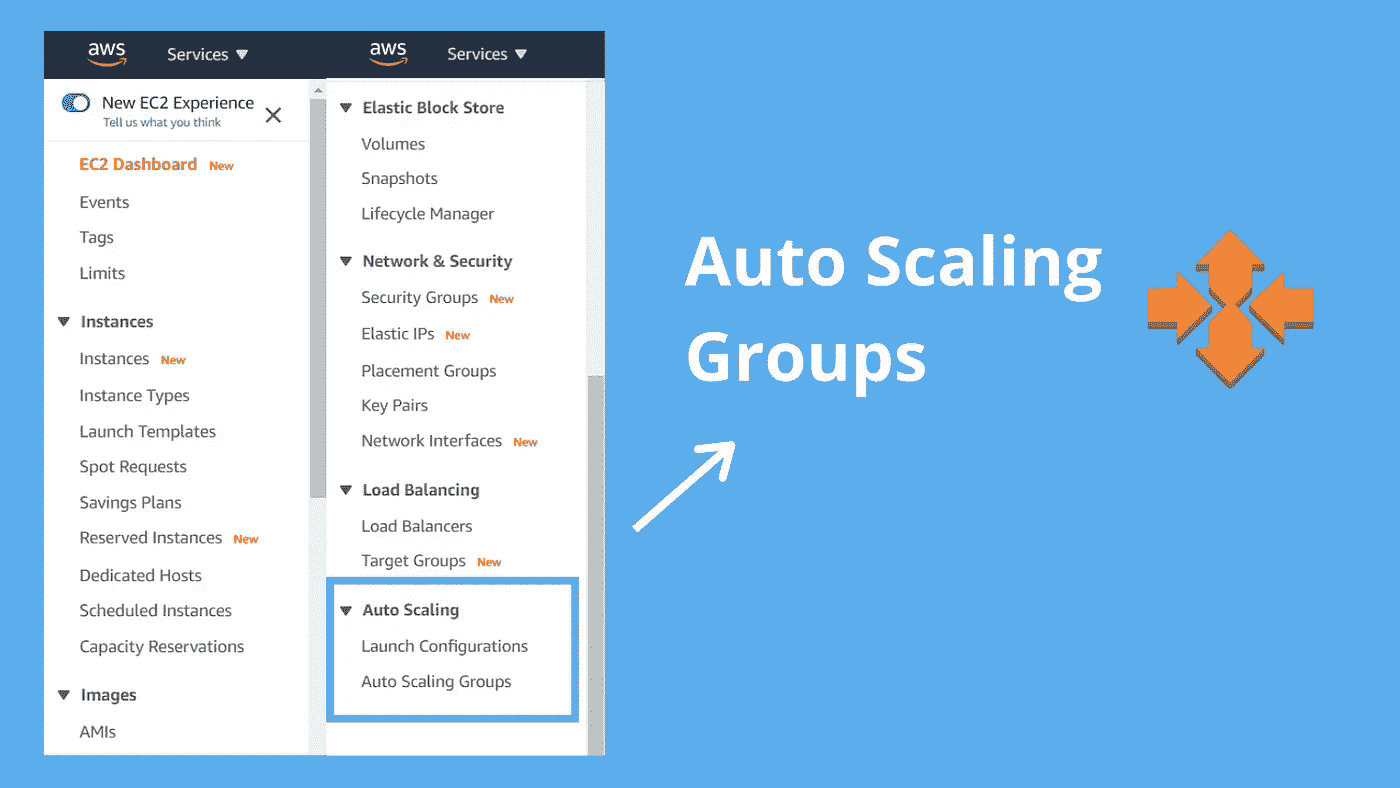 aws Services
New EC2 Experience
Tell us what you think
EC2 Dashboard New
Events
Tags
Limits
Instances
Instances New
Instance Types
Launch Templates
Spot Requests
Savings Plans
Reserved Instances New
Dedicated Hosts
Scheduled Instances
Capacity Reservations
Images
AMIs
aws Services
Elastic Block Store
Volumes
Snapshots
Lifecycle Manager
Network & Security
Security Groups New
Elastic IPs New
Placement Groups
Key Pairs
Network Interfaces New
Load Balancing
Load Balancers
Target Groups New
Auto Scaling
Launch Configurations
Auto Scaling Groups
Auto Scaling
Groups